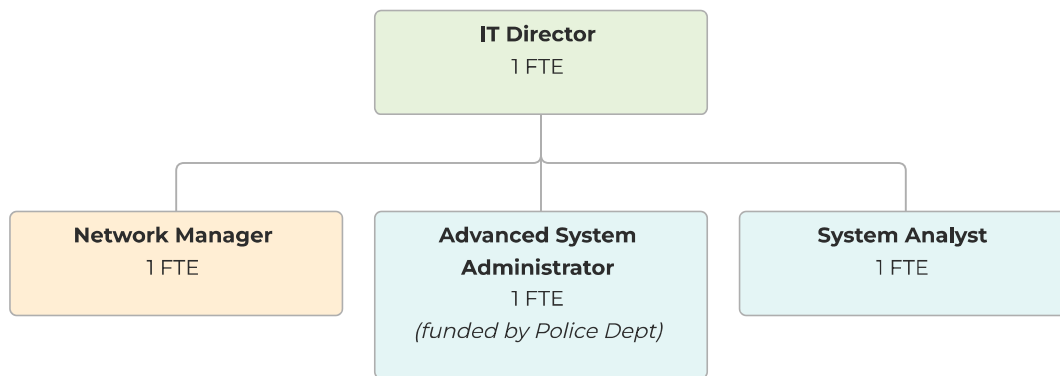 IT Director
1 FTE
Network Manager
1 FTE
Advanced System
Administrator
1 FTE
(funded by Police Dept)
System Analyst
1 FTE